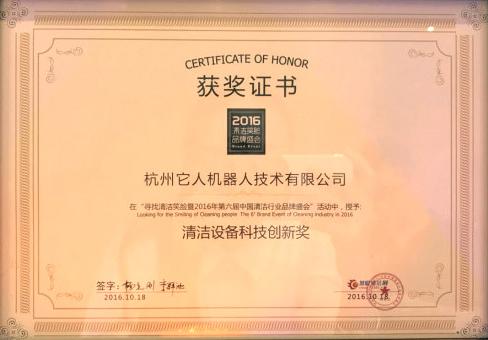 CERTIFICATE OF HONOR
获奖证书
2016
清洁笑脸
品牌盛会
Brand Event
杭州它人机器人技术有限公司
在“寻找清洁笑脸暨2016年第六届中国清洁行业品牌盛会”活动中，授予:
Looking for the Smiling of Cleaning people The 6' Brand Event of Cleaning industry in 2016
清洁设备科技创新奖
签字:
2016.10.18
2016.10.18